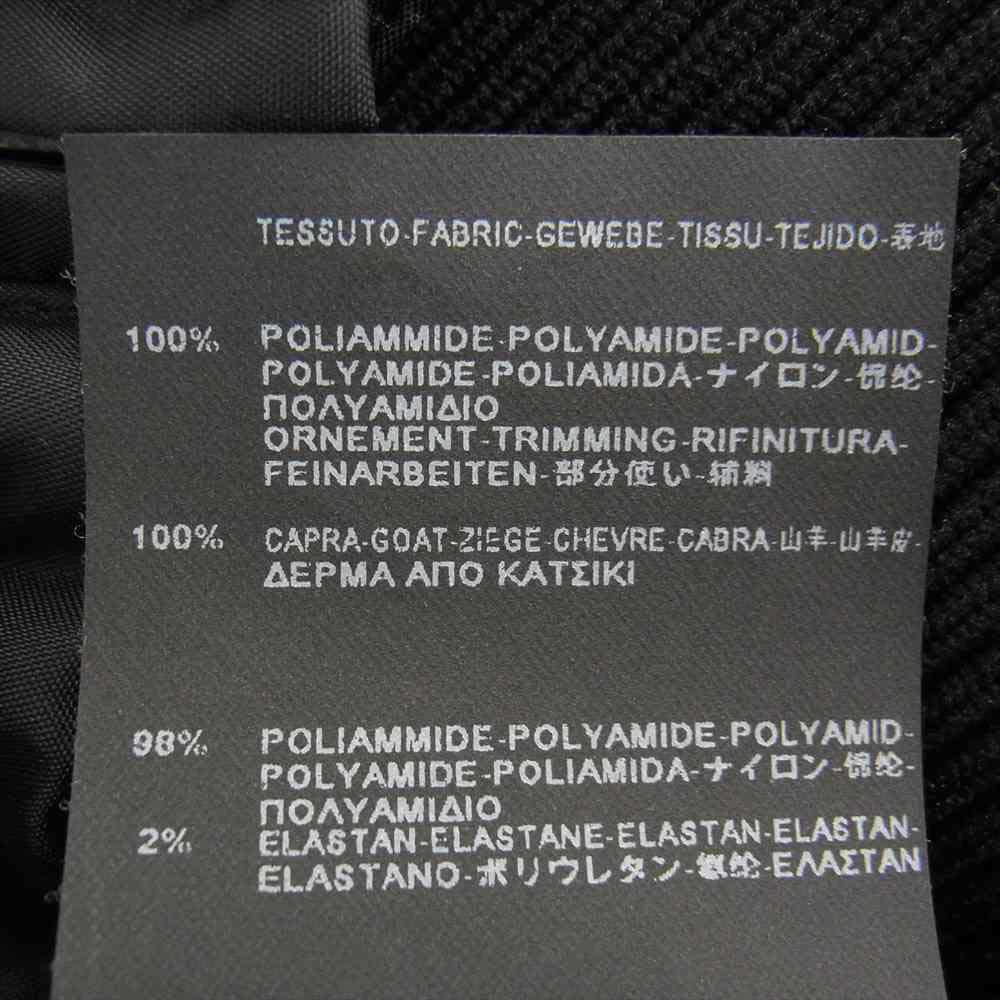 TESSUTO-FABRIC-GEWEBE-TISSU-TEJIDO-表地
100% POLIAMMIDE-POLYAMIDE-POLYAMID-
POLYAMIDE-POLIAMIDA-ナイロン-锦纶-
ΠΟΛΥΑΜΙΔΙΟ
ORNEMENT-TRIMMING-RIFINITURA-
FEINARBEITEN-部分使い-辅料
100% CAPRA-GOAT-ZIEGE-CHEVRE-CABRA-山羊-山羊皮-
ΔΕΡΜΑ ΑΠΟ ΚΑΤΣΙΚΙ
98% POLIAMMIDE-POLYAMIDE-POLYAMID-
POLYAMIDE-POLIAMIDA-ナイロン-锦纶-
ΠΟΛΥΑΜΙΔΙΟ
2% ELASTAN-ELASTANE-ELASTAN-ELASTAN-
ELASTANO-ポリウレタン-氨纶-ΕΛΑΣΤΑΝ